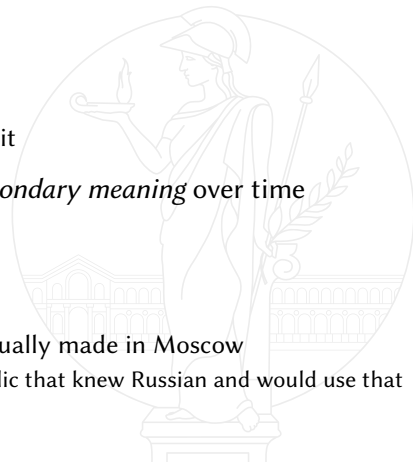 it
ondary meaning over time
ually made in Moscow
lic that knew Russian and would use that